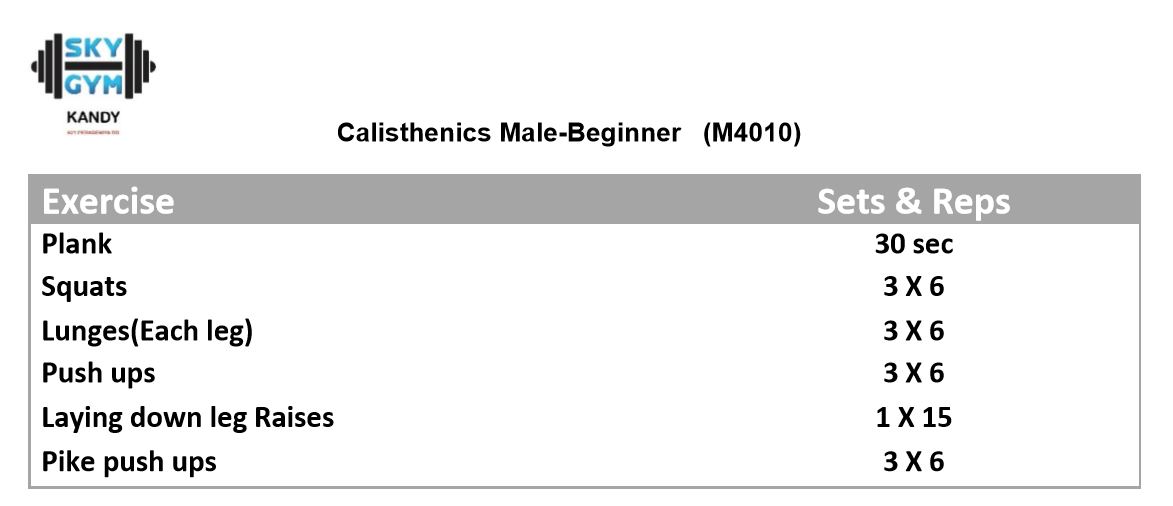 SKY
GYM
KANDY
Calisthenics Male-Beginner (M4010)
Exercise Sets & Reps
Plank 30 sec
Squats 3 X 6
Lunges(Each leg) 3 X 6
Push ups 3 X 6
Laying down leg Raises 1 X 15
Pike push ups 3 X 6